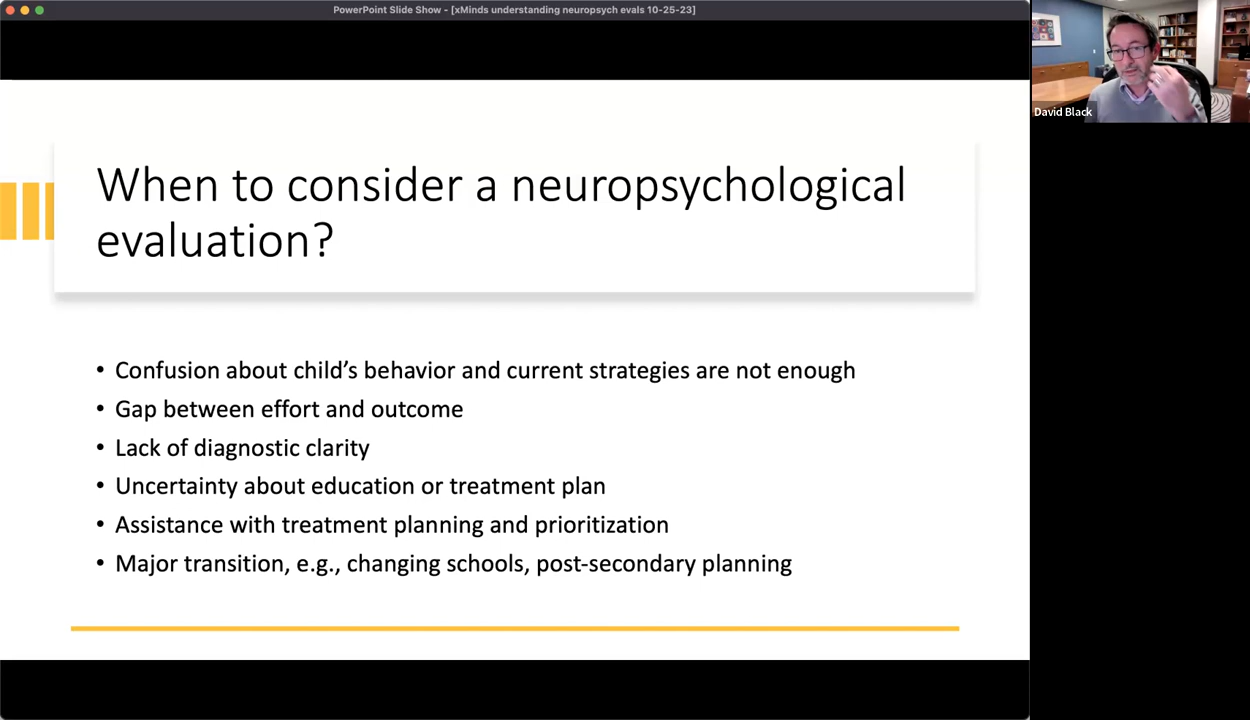 PowerPoint Slide Show - [xMinds understanding neuropsych evals 10-25-23]
David Black
When to consider a neuropsychological
evaluation?
• Confusion about child’s behavior and current strategies are not enough
• Gap between effort and outcome
• Lack of diagnostic clarity
• Uncertainty about education or treatment plan
• Assistance with treatment planning and prioritization
• Major transition, e.g., changing schools, post-secondary planning